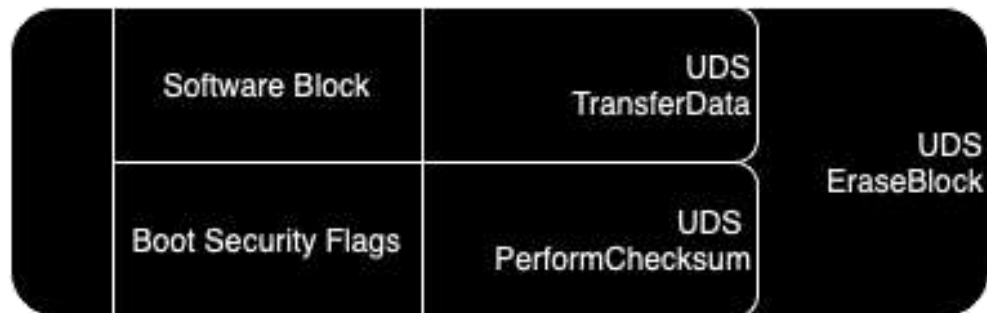 Software Block
UDS
TransferData
UDS
EraseBlock
Boot Security Flags
UDS
PerformChecksum